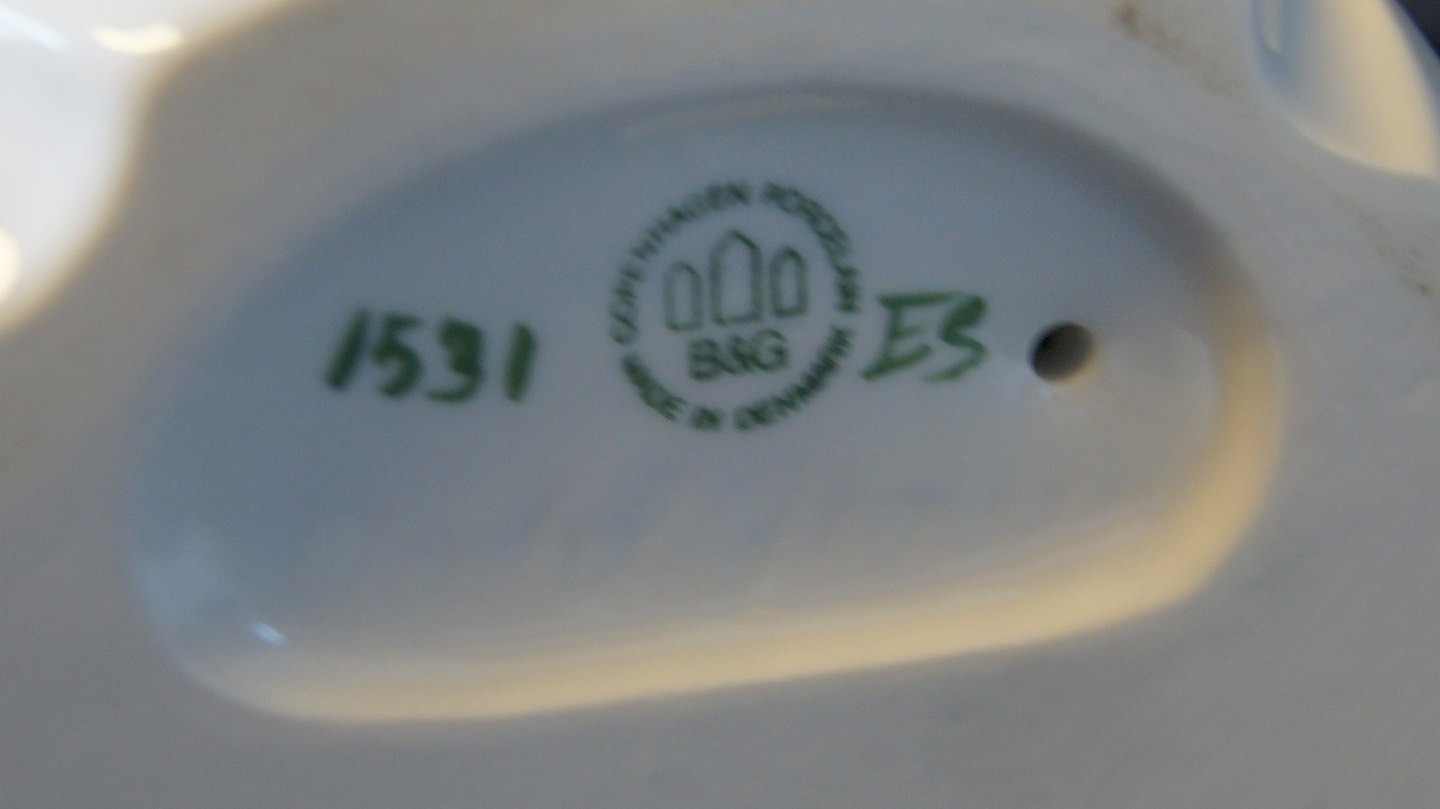 1531
COPENHAGEN PORCELAIN
B&G
MADE IN DENMARK
ES